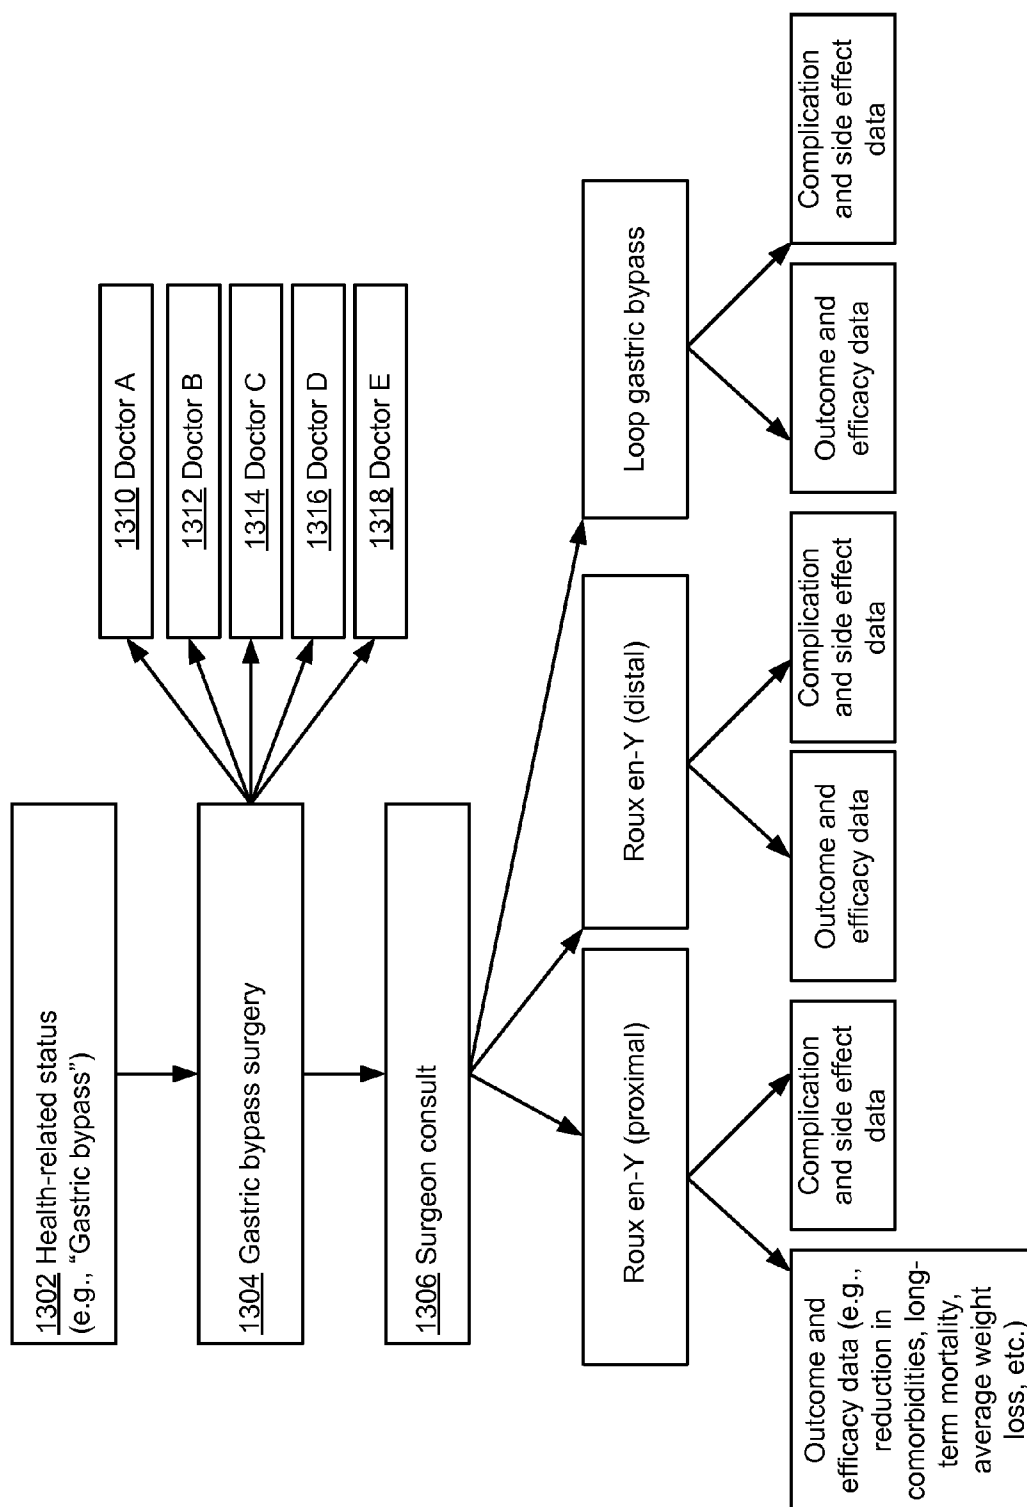 1302 Health-related status
(e.g., “Gastric bypass”)
1304 Gastric bypass surgery
1310 Doctor A
1312 Doctor B
1314 Doctor C
1316 Doctor D
1318 Doctor E
1306 Surgeon consult
Roux en-Y (proximal)
Roux en-Y (distal)
Loop gastric bypass
Outcome and
efficacy data (e.g.,
reduction in
comorbidities, long-
term mortality,
average weight
loss, etc.)
Complication
and side effect
data
Outcome and
efficacy data
Complication
and side effect
data
Outcome and
efficacy data
Complication
and side effect
data